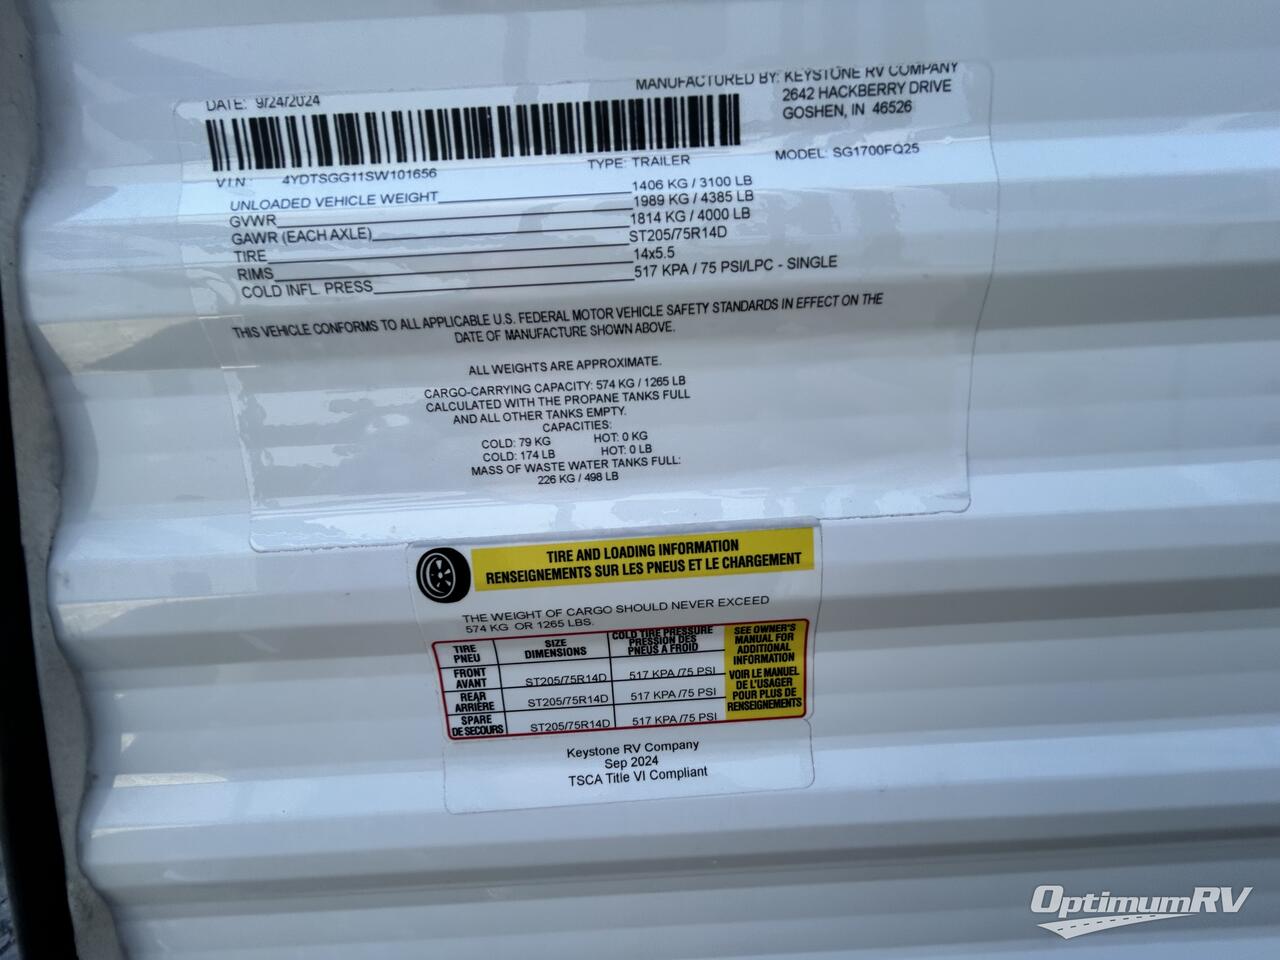 DATE: 9/24/2024
MANUFACTURED BY: KEYSTONE RV COMPANY
2642 HACKBERRY DRIVE
GOSHEN, IN 46526
V I N 4YDTSGG11SW101656 TYPE: TRAILER MODEL: SG1700FQ25
UNLOADED VEHICLE WEIGHT 1406 KG / 3100 LB
GVWR 1989 KG / 4385 LB
GAWR (EACH AXLE) 1814 KG / 4000 LB
TIRE ST205/75R14D
RIMS 14x5.5
COLD INFL. PRESS 517 KPA / 75 PSI/LPC - SINGLE
THIS VEHICLE CONFORMS TO ALL APPLICABLE U.S. FEDERAL MOTOR VEHICLE SAFETY STANDARDS IN EFFECT ON THE
DATE OF MANUFACTURE SHOWN ABOVE.
ALL WEIGHTS ARE APPROXIMATE.
CARGO-CARRYING CAPACITY: 574 KG / 1265 LB
CALCULATED WITH THE PROPANE TANKS FULL
AND ALL OTHER TANKS EMPTY.
CAPACITIES:
COLD: 79 KG HOT: 0 KG
COLD: 174 LB HOT: 0 LB
MASS OF WASTE WATER TANKS FULL:
226 KG / 498 LB
TIRE AND LOADING INFORMATION
RENSEIGNEMENTS SUR LES PNEUS ET LE CHARGEMENT
THE WEIGHT OF CARGO SHOULD NEVER EXCEED
574 KG OR 1265 LBS.
TIRE
PNEU
SIZE
DIMENSIONS
COLD TIRE PRESSURE
PRESSION DES
PNEUS A FROID
FRONT
AVANT
ST205/75R14D 517 KPA /75 PSI
REAR
ARRIÈRE
ST205/75R14D 517 KPA /75 PSI
SPARE
DE SECOURS
ST205/75R14D 517 KPA /75 PSI
SEE OWNER'S
MANUAL FOR
ADDITIONAL
INFORMATION
VOIR LE MANUEL
DE L'USAGER
POUR PLUS DE
RENSEIGNEMENTS
Keystone RV Company
Sep 2024
TSCA Title VI Compliant
OptimumRV